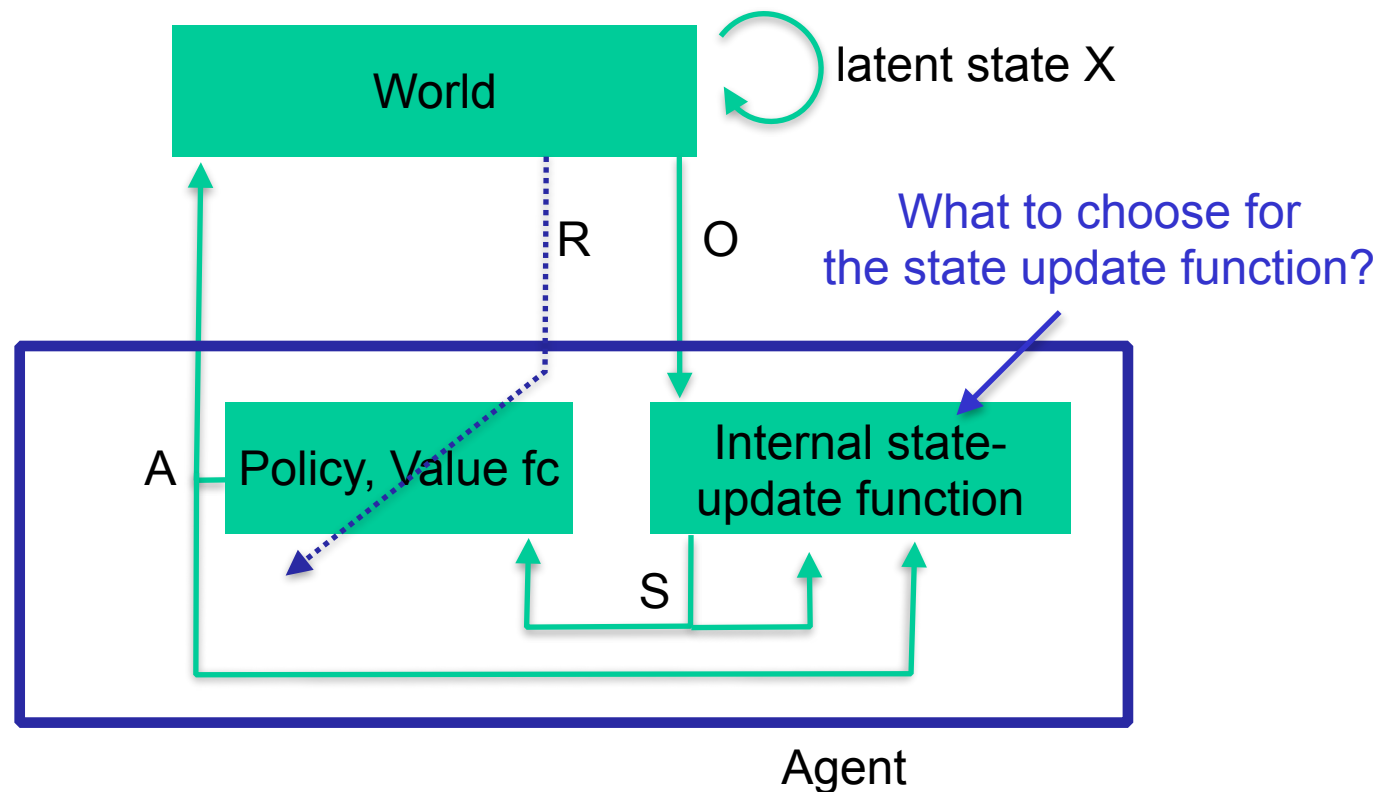 World
latent state X
R
O
What to choose for
the state update function?
A
Policy, Value fc
Internal state-
update function
S
Agent